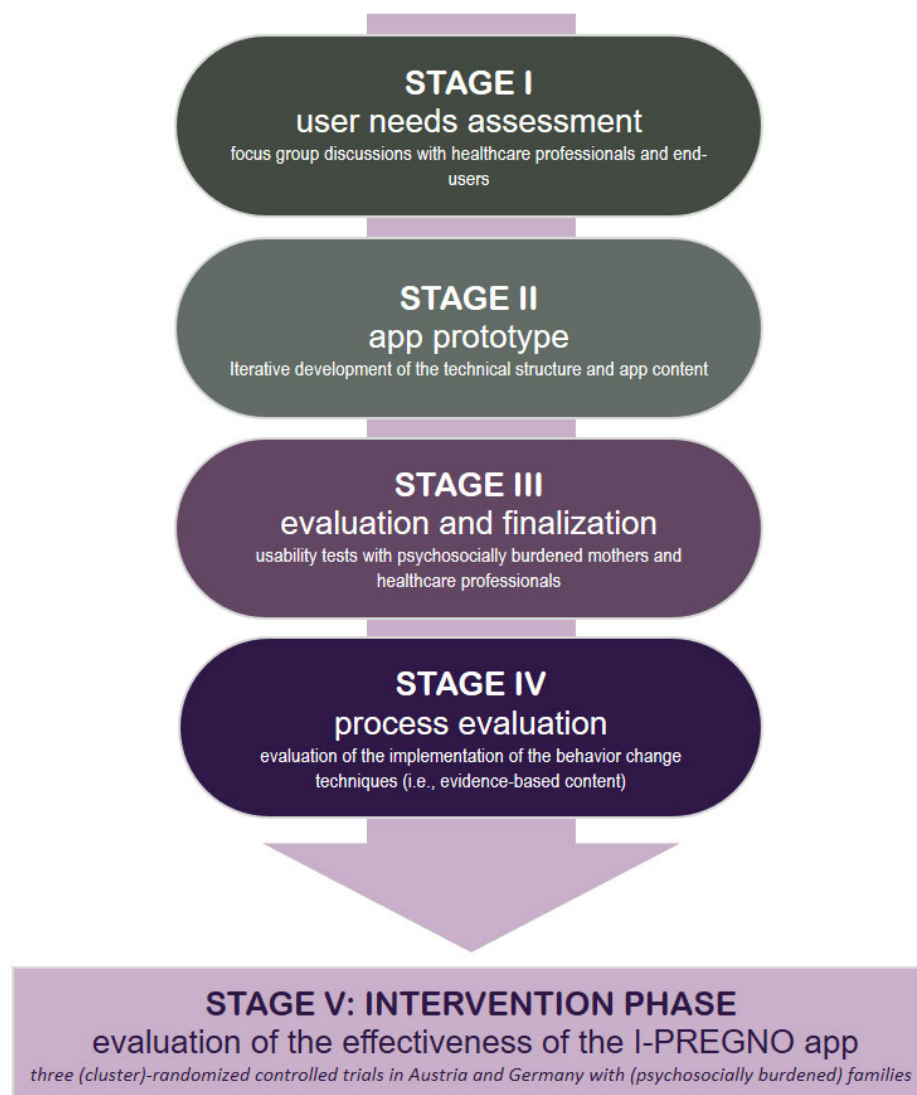 STAGE I
user needs assessment
focus group discussions with healthcare professionals and end-
users
STAGE II
app prototype
Iterative development of the technical structure and app content
STAGE III
evaluation and finalization
usability tests with psychosocially burdened mothers and
healthcare professionals
STAGE IV
process evaluation
evaluation of the implementation of the behavior change
techniques (i.e., evidence-based content)
STAGE V: INTERVENTION PHASE
evaluation of the effectiveness of the I-PREGNO app
three (cluster)-randomized controlled trials in Austria and Germany with (psychosocially burdened) families